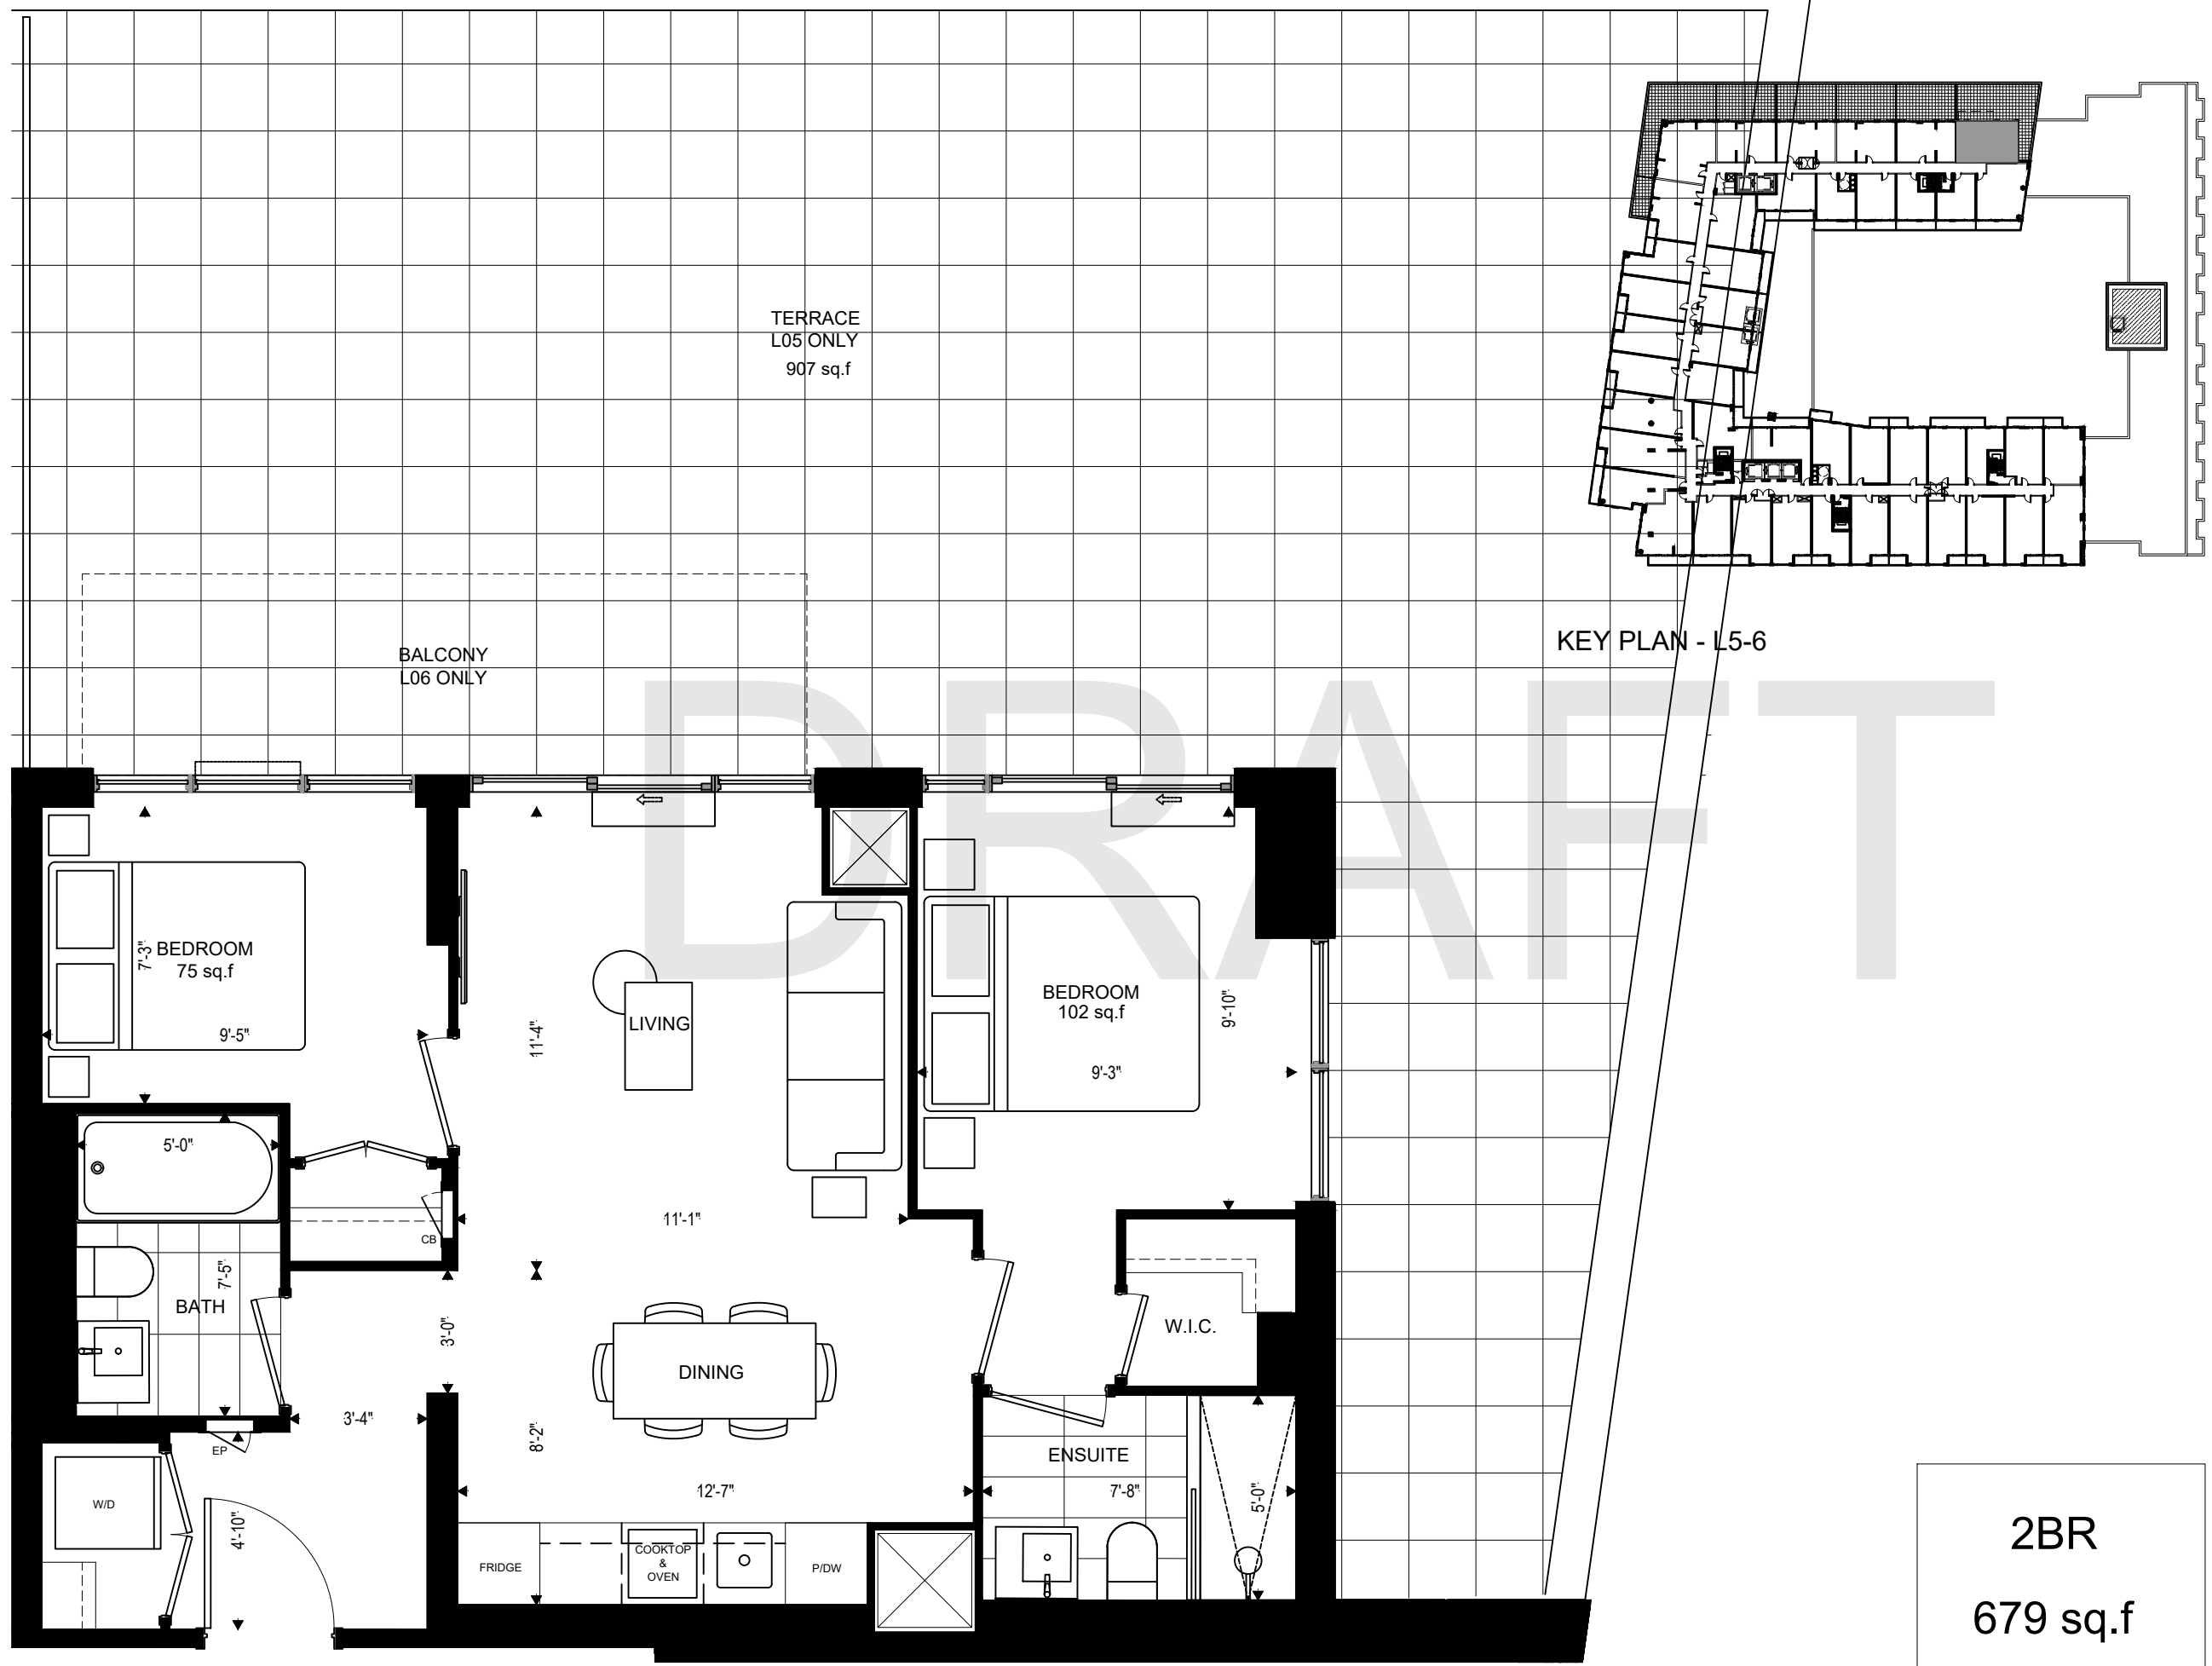 TERRACE
L05 ONLY
907 sq.f
KEY PLAN - L5-6
BALCONY
L06 ONLY
DRAFT
BEDROOM
75 sq.f
7'-3"
9'-5"
LIVING
11'-4"
BEDROOM
102 sq.f
9'-10"
9'-3"
5'-0"
11'-1"
CB
7'-5"
BATH
3'-0"
W.I.C.
DINING
3'-4"
EP
8'-2"
ENSUITE
12'-7"
7'-8"
5'-0"
W/D
4'-10"
FRIDGE
COOKTOP
&
OVEN
P/DW
2BR
679 sq.f